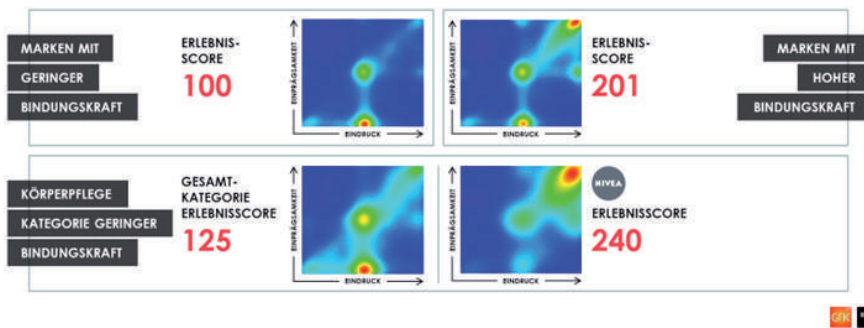 MARKEN MIT
GERINGER
BINDUNGSKRAFT
ERLEBNIS-
SCORE
100
EINPRÄGSAMKEIT
EINDRUCK
EINPRÄGSAMKEIT
EINDRUCK
ERLEBNIS-
SCORE
201
MARKEN MIT
HOHER
BINDUNGSKRAFT
KÖRPERPFLEGE
KATEGORIE GERINGER
BINDUNGSKRAFT
GESAMT-
KATEGORIE
ERLEBNISSCORE
125
EINPRÄGSAMKEIT
EINDRUCK
EINPRÄGSAMKEIT
EINDRUCK
NIVEA
ERLEBNISSCORE
240
GfK